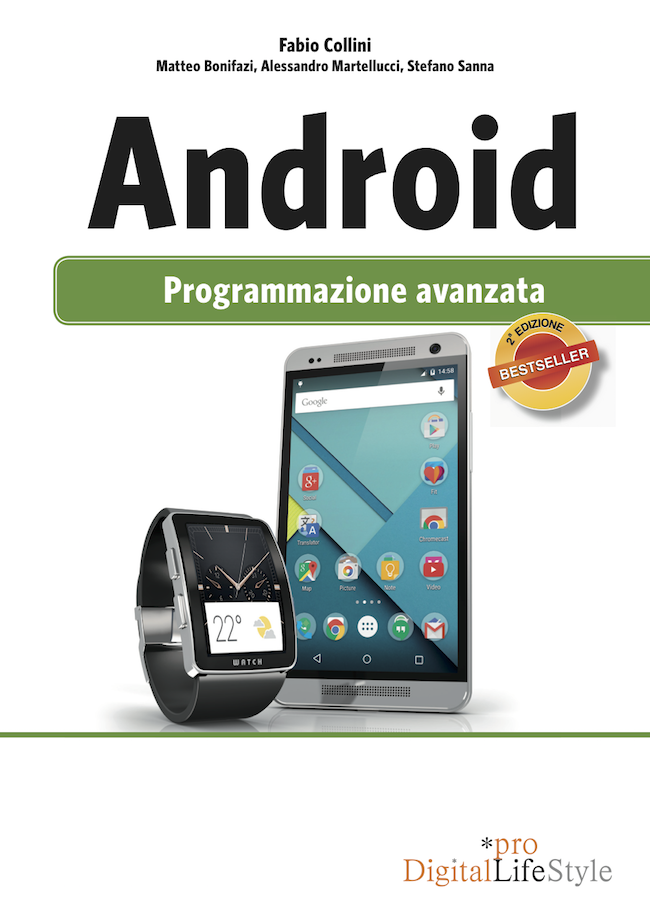 Fabio Collini
Matteo Bonifazi, Alessandro Martellucci, Stefano Sanna
Android
Programmazione avanzata
2ª EDIZIONE
BESTSELLER
14:58
Google
Play
Social
Fit
Translator
Chromecast
Map
Picture
Note
Video
22°
WATCH
*pro
DigitalLifeStyle